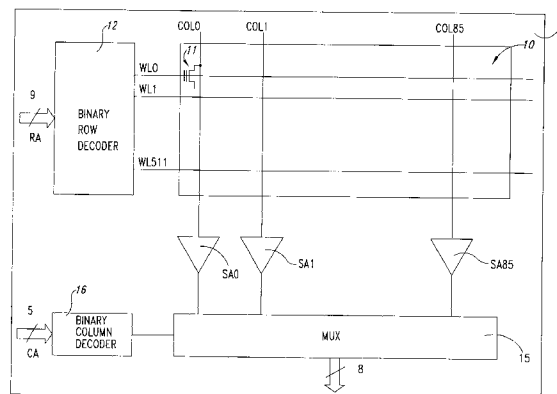 12
COL0
COL1
COL85
11
10
WL0
WL1
9
RA
BINARY
ROW
DECODER
WL511
SA0
SA1
SA85
5
CA
16
BINARY
COLUMN
DECODER
MUX
15
8